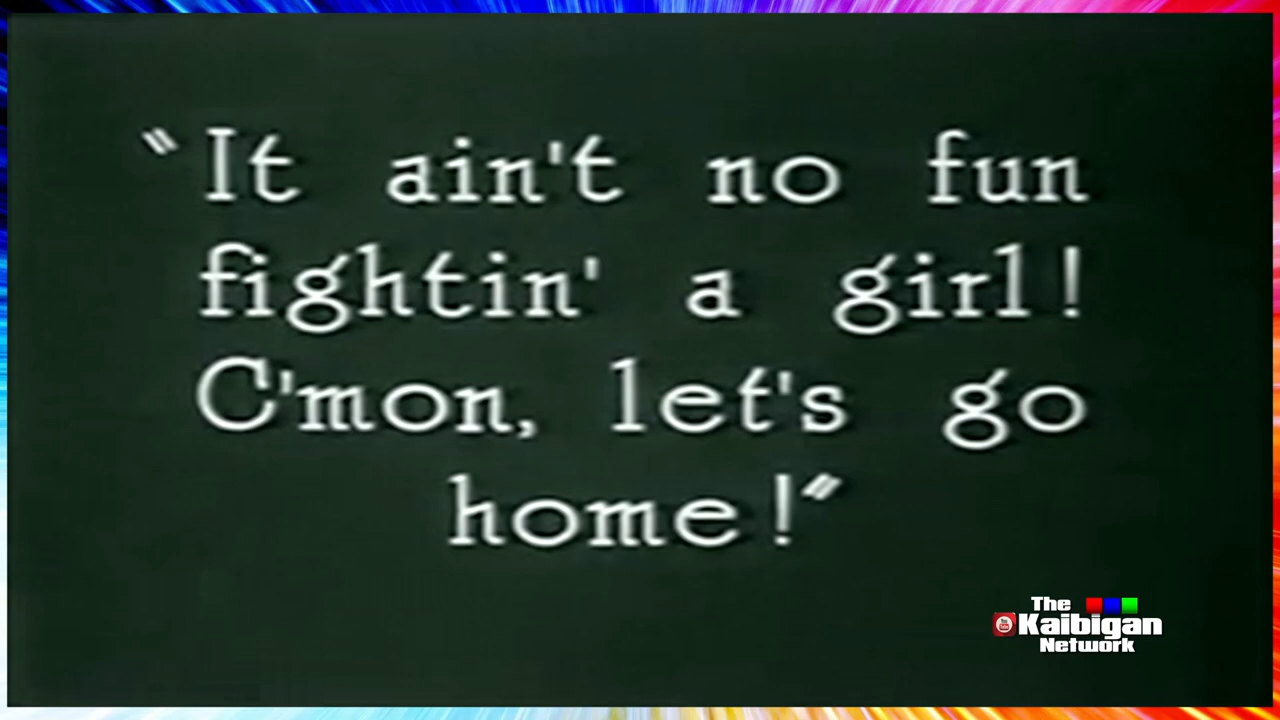 "It ain't no fun
fightin' a girl!
C'mon, let's go
home!"
The
Kaibigan
Network